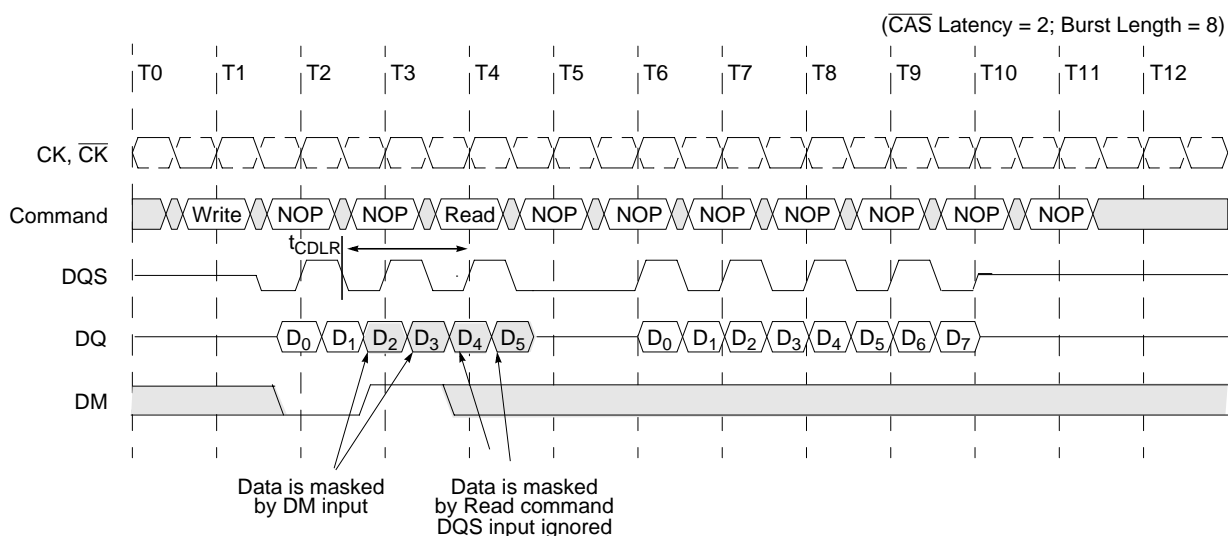 (CAS Latency = 2; Burst Length = 8)
T0 T1 T2 T3 T4 T5 T6 T7 T8 T9 T10 T11 T12
CK, CK
Command Write NOP NOP Read NOP NOP NOP NOP NOP NOP NOP
tCDLR
DQS
DQ D0 D1 D2 D3 D4 D5 D0 D1 D2 D3 D4 D5 D6 D7
DM
Data is masked
by DM input
Data is masked
by Read command
DQS input ignored